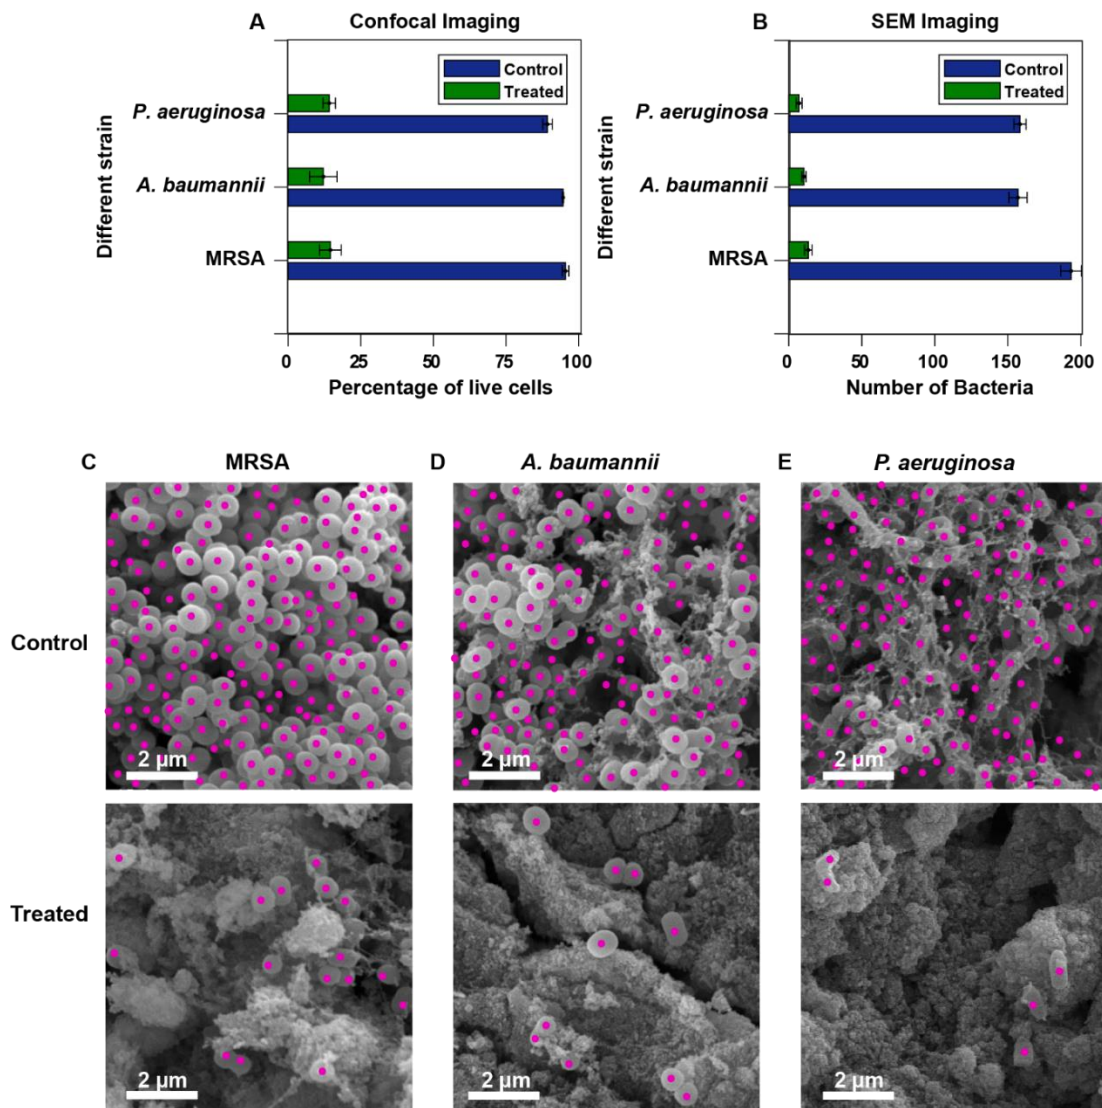 A Confocal Imaging
Control
Treated
Different strain
P. aeruginosa
A. baumannii
MRSA
0 25 50 75 100
Percentage of live cells
B SEM Imaging
Control
Treated
Different strain
P. aeruginosa
A. baumannii
MRSA
0 50 100 150 200
Number of Bacteria
C MRSA D A. baumannii E P. aeruginosa
Control
2 µm 2 µm 2 µm
Treated
2 µm 2 µm 2 µm